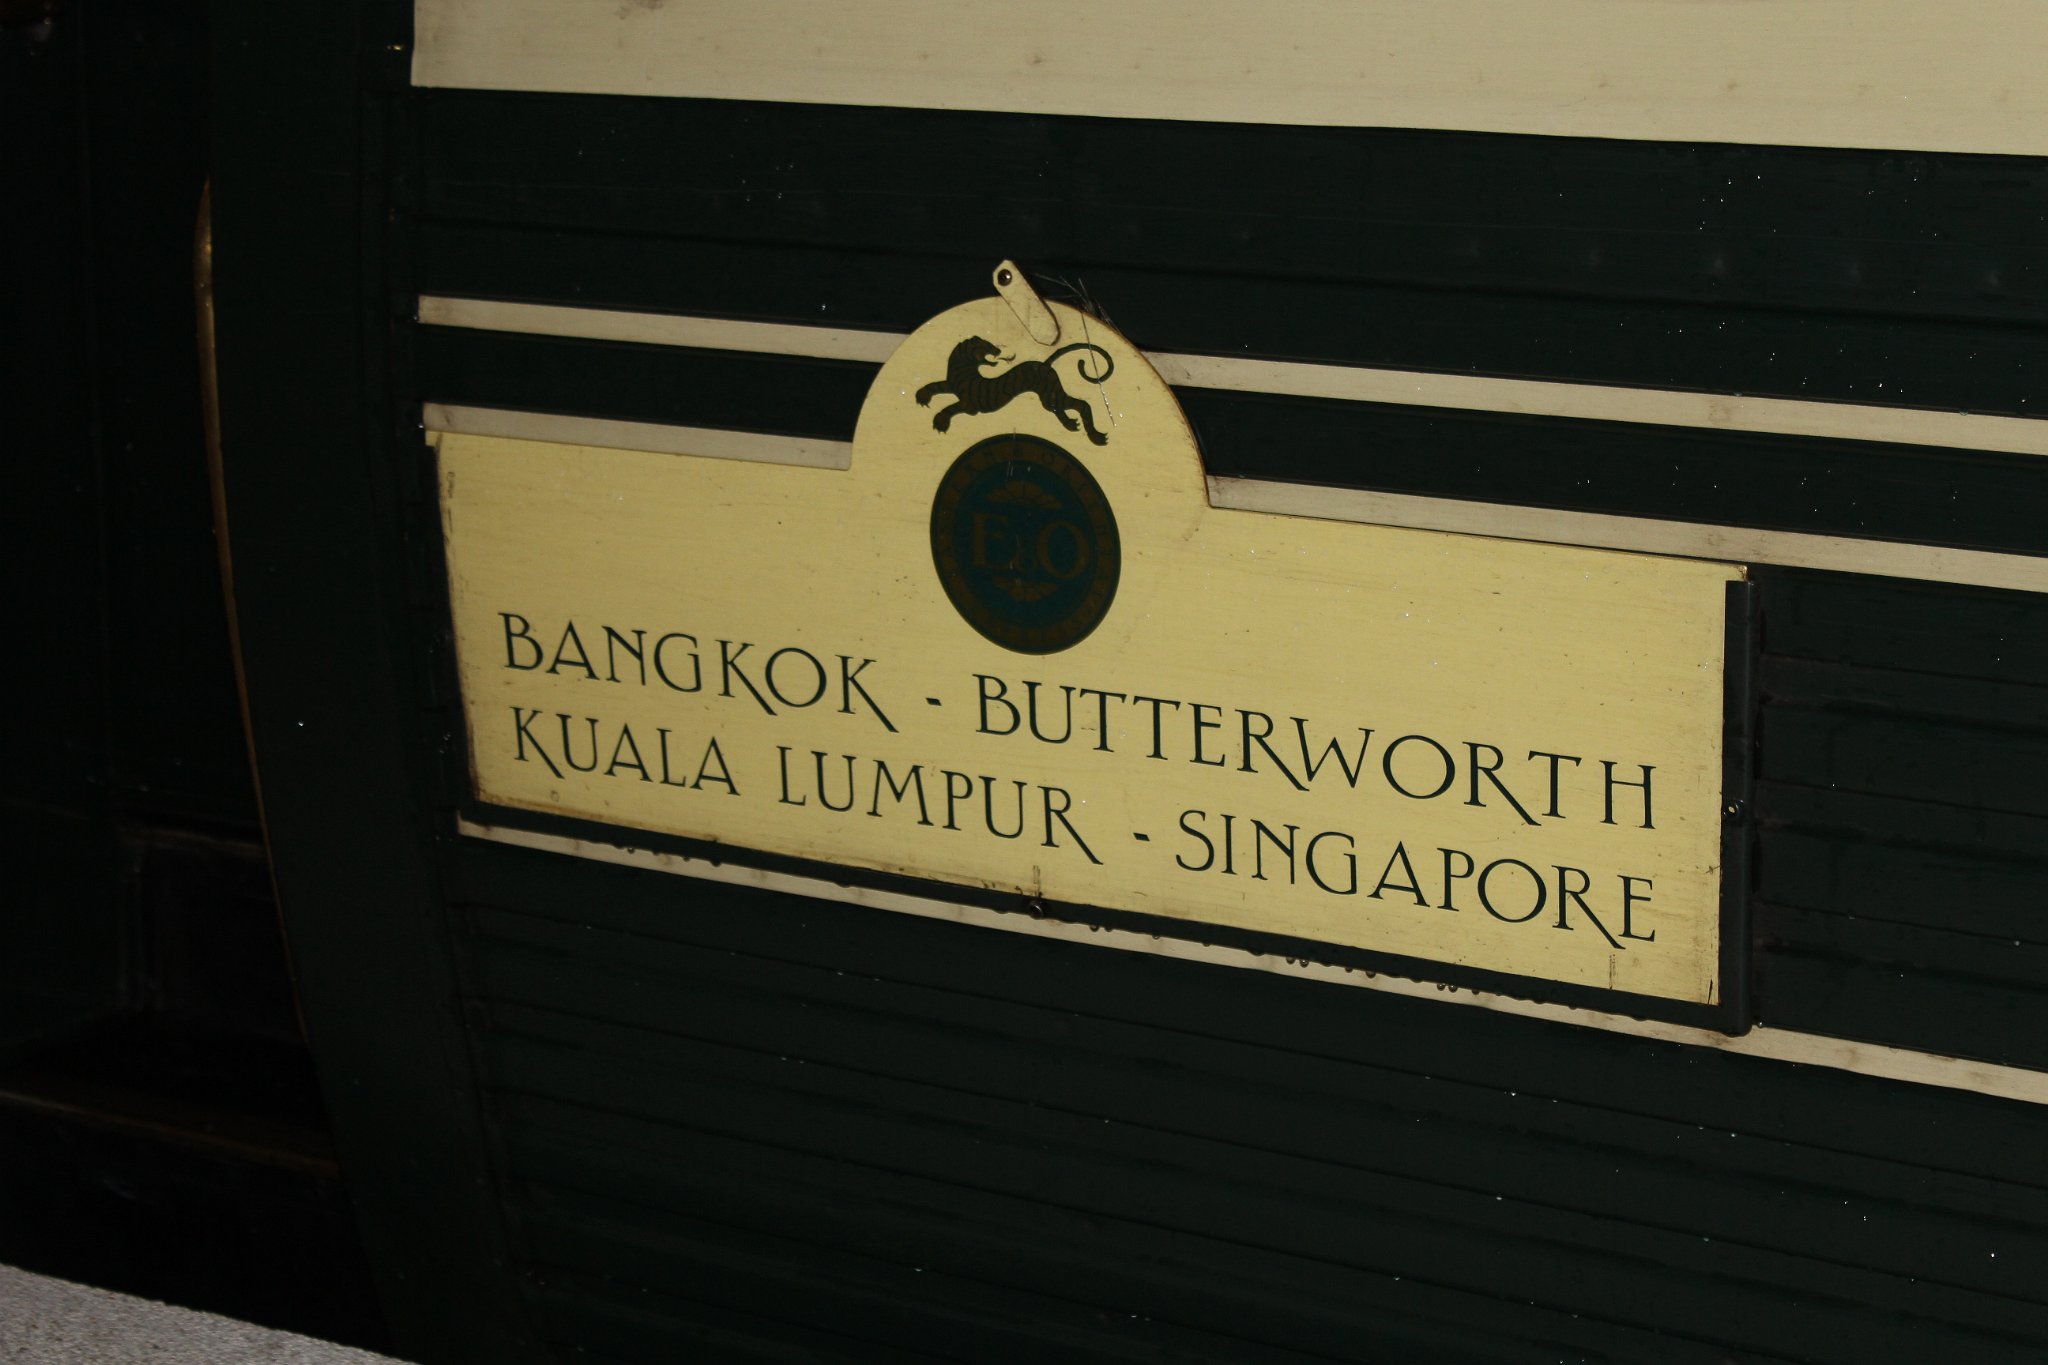 E&O
BANGKOK - BUTTERWORTH
KUALA LUMPUR - SINGAPORE